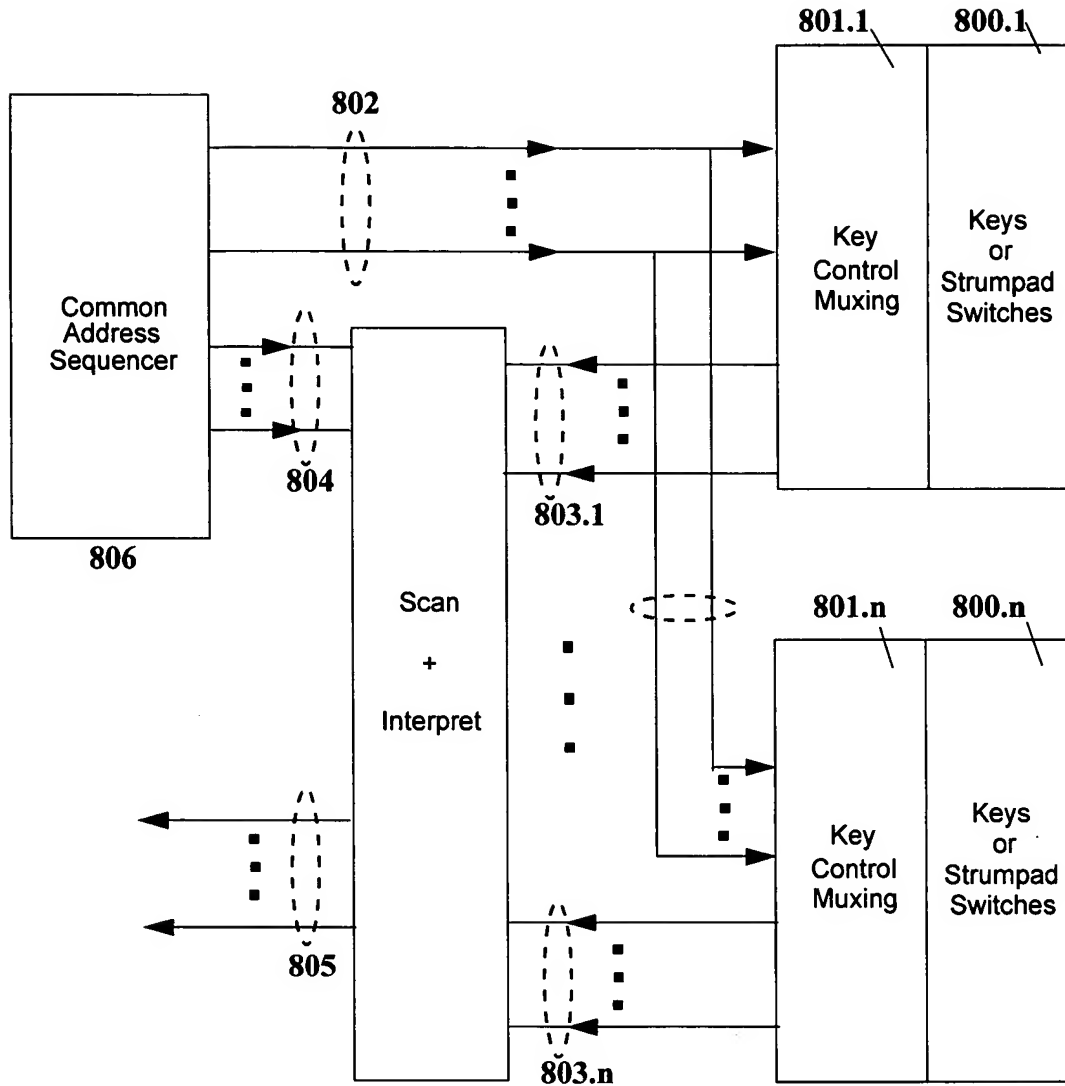 801.1 800.1
802
Common
Address
Sequencer
Key
Control
Muxing
Keys
or
Strumpad
Switches
804
803.1
806
Scan
+
Interpret
801.n 800.n
Key
Control
Muxing
Keys
or
Strumpad
Switches
805
803.n